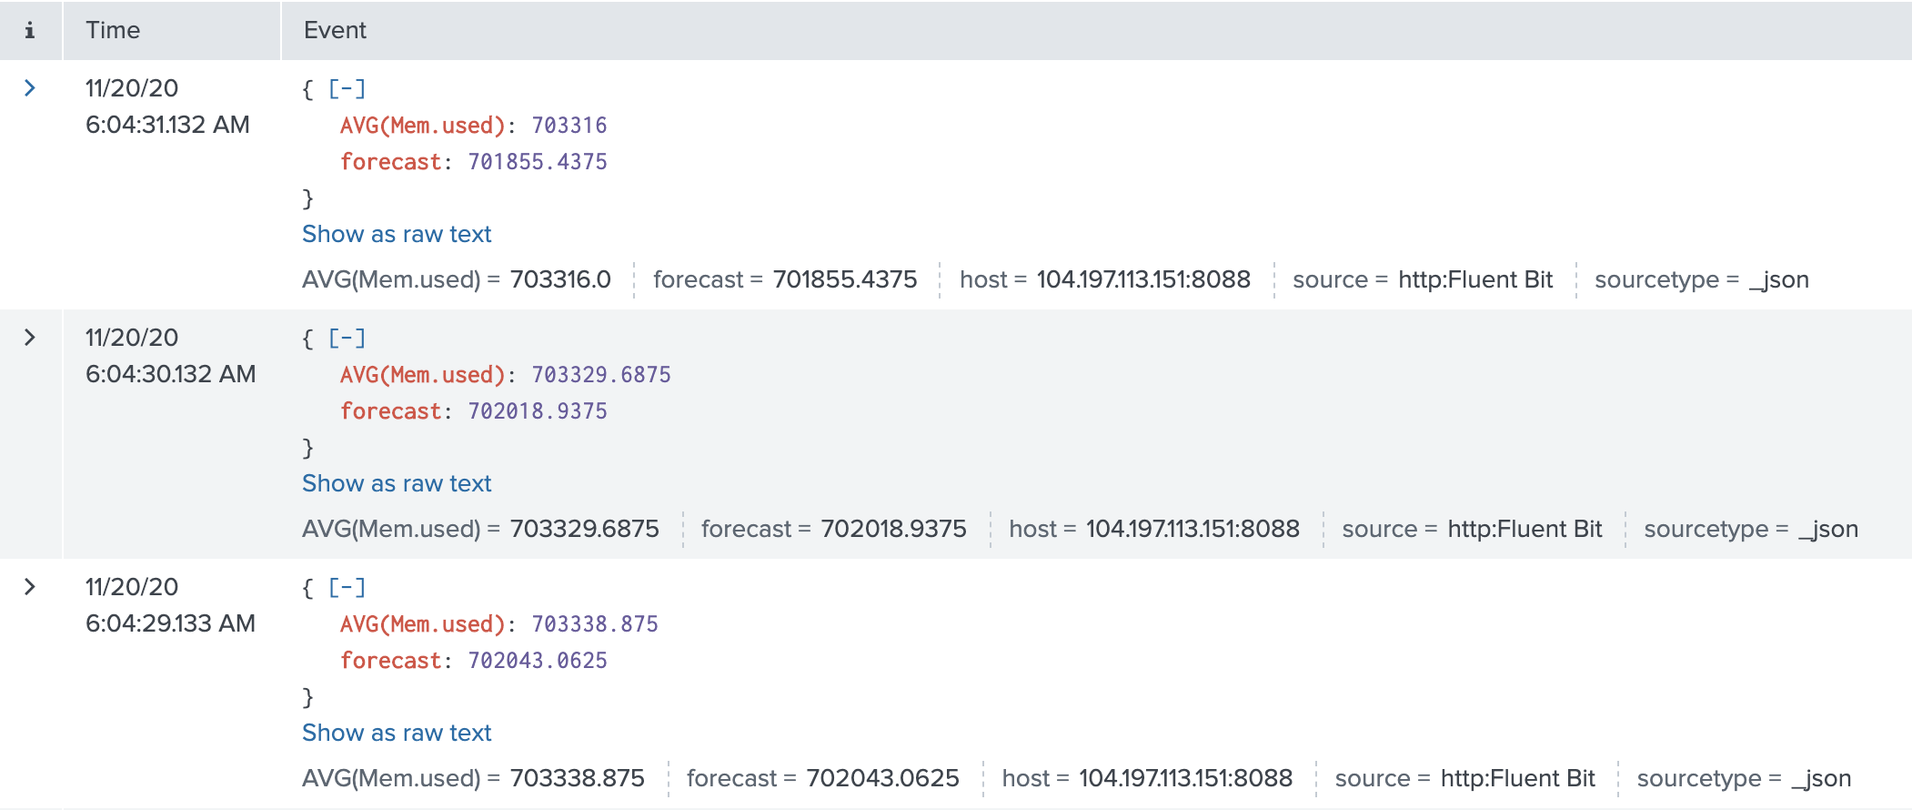 i Time Event
11/20/20 { [-]
6:04:31.132 AM AVG(Mem.used): 703316
forecast: 701855.4375
}
Show as raw text
AVG(Mem.used) = 703316.0 forecast = 701855.4375 host = 104.197.113.151:8088 source = http:Fluent Bit sourcetype = _json
11/20/20 { [-]
6:04:30.132 AM AVG(Mem.used): 703329.6875
forecast: 702018.9375
}
Show as raw text
AVG(Mem.used) = 703329.6875 forecast = 702018.9375 host = 104.197.113.151:8088 source = http:Fluent Bit sourcetype = _json
11/20/20 { [-]
6:04:29.133 AM AVG(Mem.used): 703338.875
forecast: 702043.0625
}
Show as raw text
AVG(Mem.used) = 703338.875 forecast = 702043.0625 host = 104.197.113.151:8088 source = http:Fluent Bit sourcetype = _json